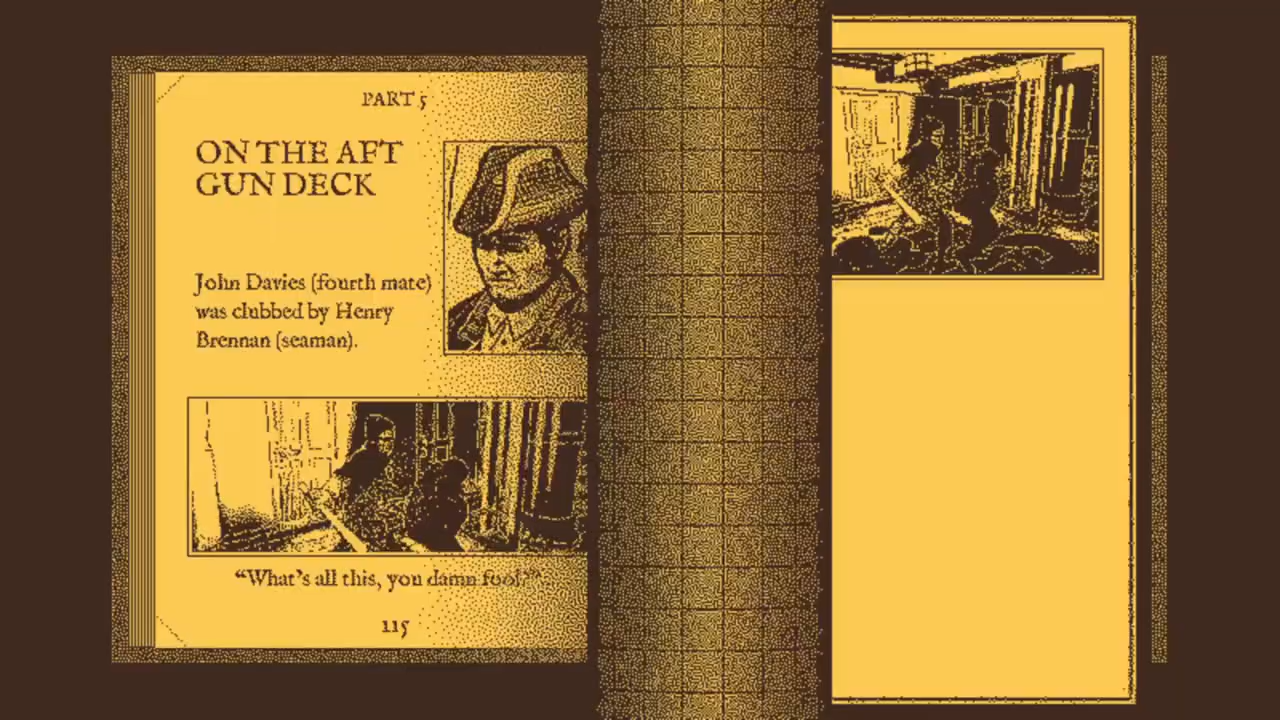 PART 5
ON THE AFT
GUN DECK
John Davies (fourth mate)
was clubbed by Henry
Brennan (seaman).
“What’s all this, you damn fool?”
115